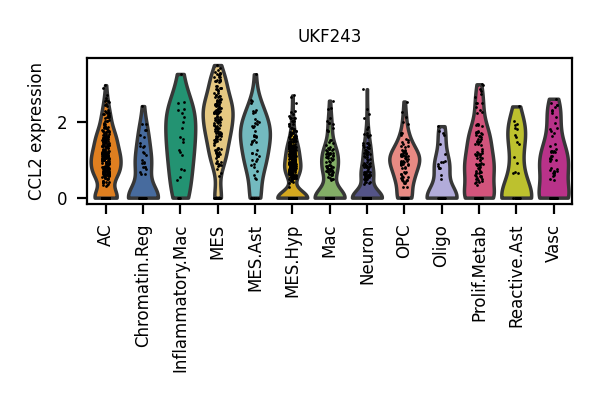 UKF243
CCL2 expression
2
0
AC
Chromatin.Reg
Inflammatory.Mac
MES
MES.Ast
MES.Hyp
Mac
Neuron
OPC
Oligo
Prolif.Metab
Reactive.Ast
Vasc